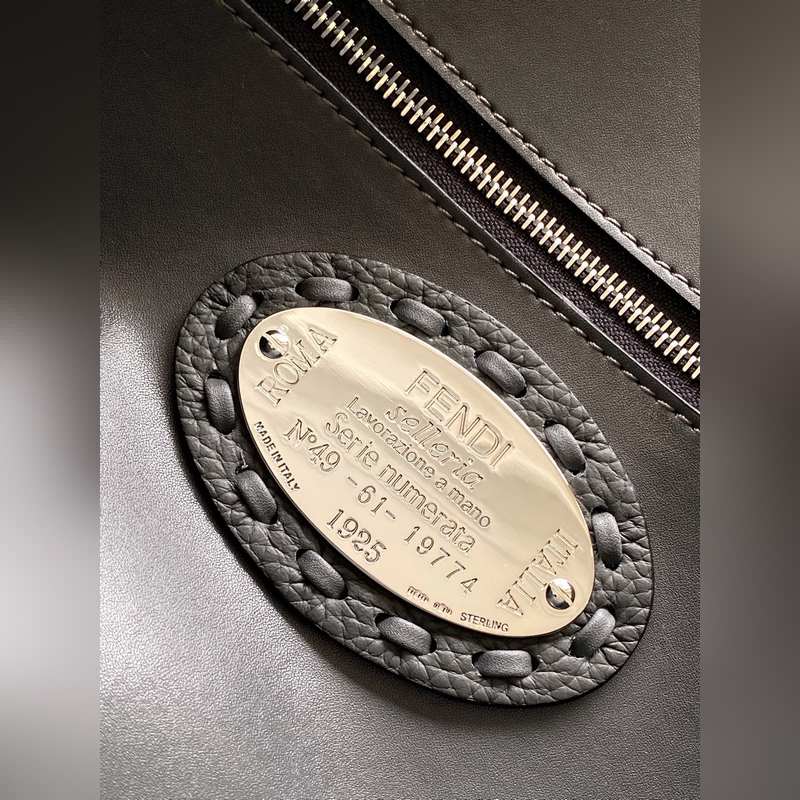 ROMA
FENDI
selleria
Lavorazione a mano
Serie numerata
Nº49 -61- 19774
1925
MADE IN ITALY
ITALIA
STERLING